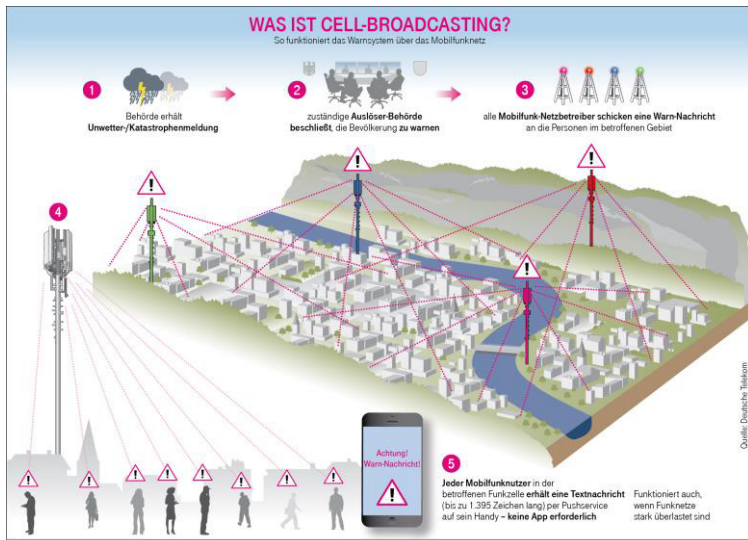 WAS IST CELL-BROADCASTING?
So funktioniert das Warnsystem über das Mobilfunknetz
1
Behörde erhält
Unwetter-/Katastrophenmeldung
2
zuständige Auslöser-Behörde
beschließt, die Bevölkerung zu warnen
3
alle Mobilfunk-Netzbetreiber schicken eine Warn-Nachricht
an die Personen im betroffenen Gebiet
4
Achtung!
Warn-Nachricht!
5
Jeder Mobilfunknutzer in der
betroffenen Funkzelle erhält eine Textnachricht
(bis zu 1.395 Zeichen lang) per Pushservice
auf sein Handy – keine App erforderlich
Funktioniert auch,
wenn Funknetze
stark überlastet sind
Quelle: Deutsche Telekom